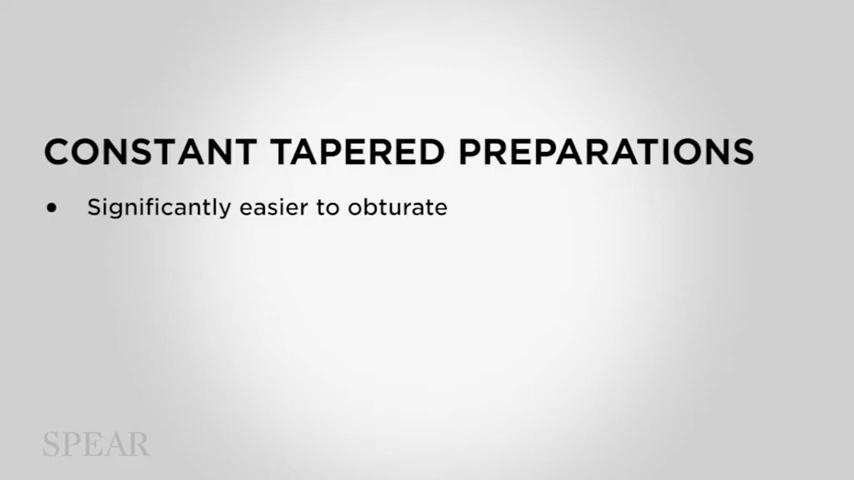 CONSTANT TAPERED PREPARATIONS
• Significantly easier to obturate
SPEAR